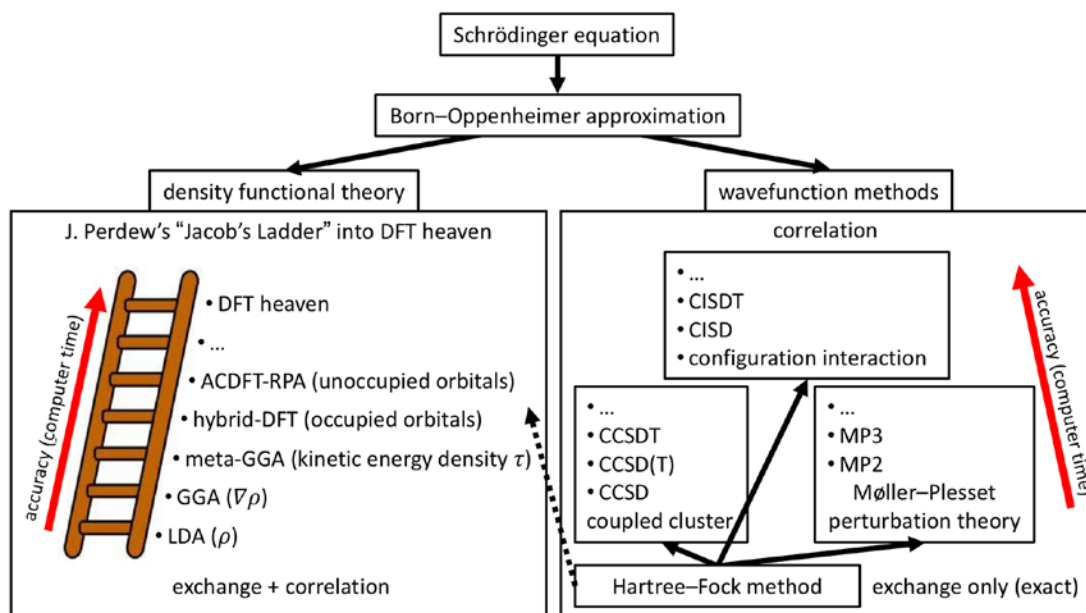 Schrödinger equation
Born–Oppenheimer approximation
density functional theory
J. Perdew's “Jacob's Ladder” into DFT heaven
accuracy (computer time)
• DFT heaven
• ...
• ACDFT-RPA (unoccupied orbitals)
• hybrid-DFT (occupied orbitals)
• meta-GGA (kinetic energy density τ)
• GGA (∇ρ)
• LDA (ρ)
exchange + correlation
wavefunction methods
correlation
• ...
• CISDT
• CISD
• configuration interaction
• ...
• CCSDT
• CCSD(T)
• CCSD
coupled cluster
• ...
• MP3
• MP2
Møller–Plesset
perturbation theory
accuracy (computer time)
Hartree–Fock method
exchange only (exact)